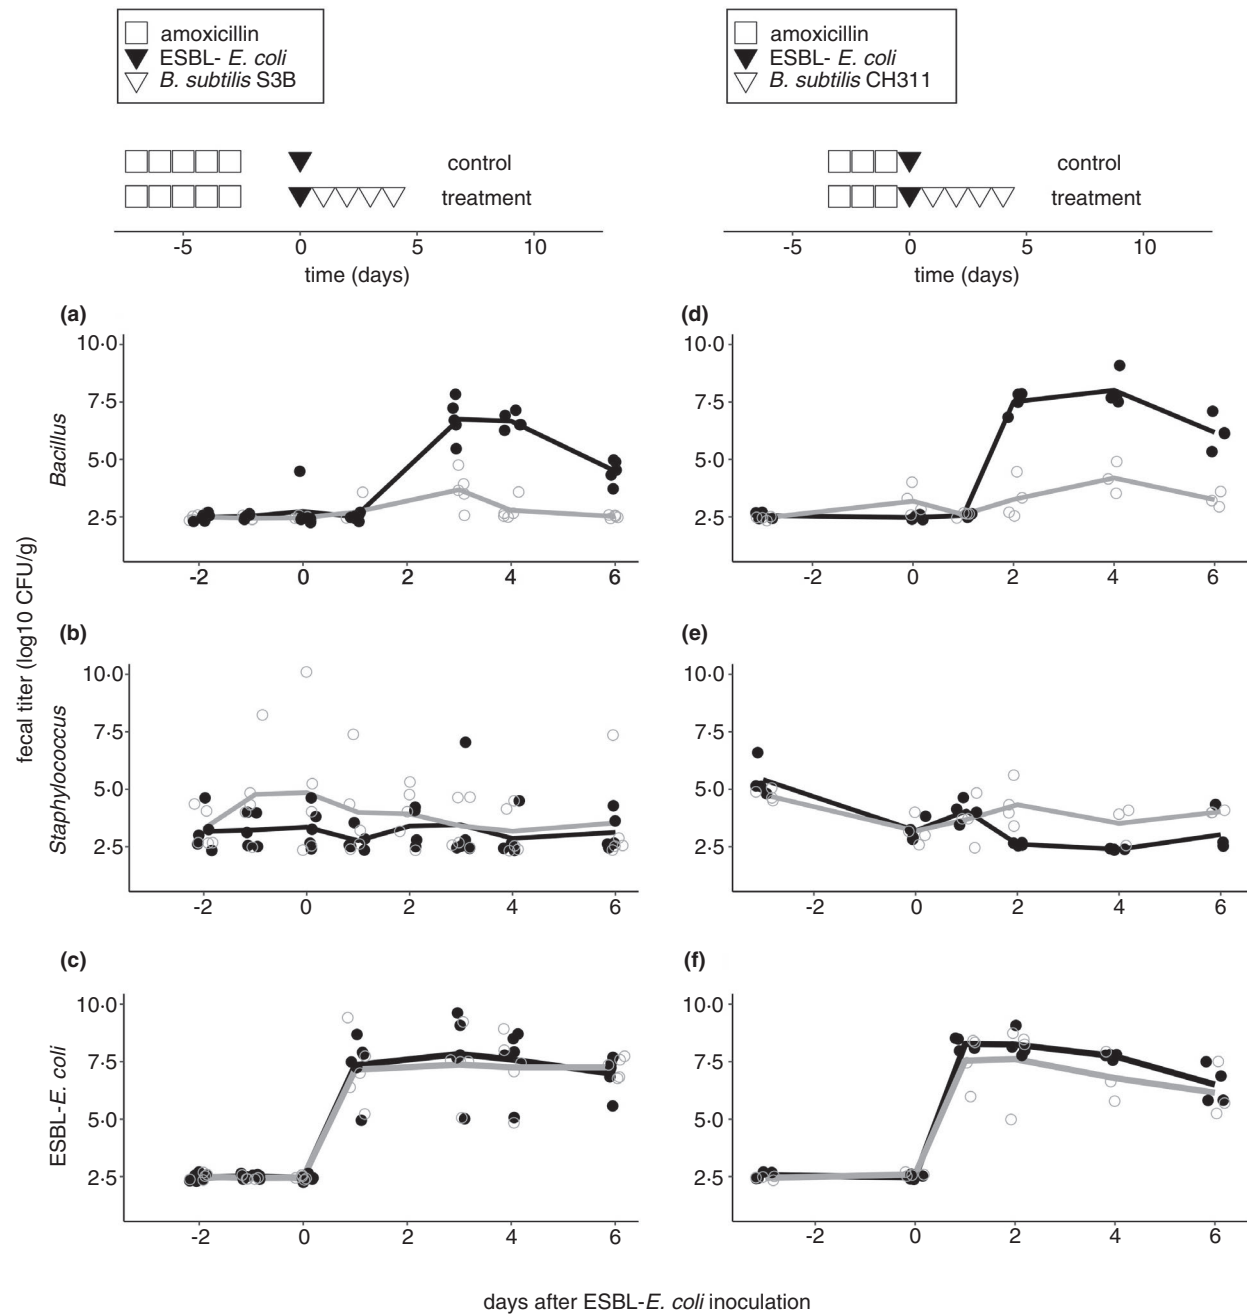 amoxicillin
ESBL- E. coli
B. subtilis S3B
control
treatment
-5 0 5 10
time (days)
amoxicillin
ESBL- E. coli
B. subtilis CH311
control
treatment
-5 0 5 10
time (days)
fecal titer (log10 CFU/g)
(a)
Bacillus
10·0
7·5
5·0
2·5
-2 0 2 4 6
(d)
10·0
7·5
5·0
2·5
-2 0 2 4 6
(b)
Staphylococcus
10·0
7·5
5·0
2·5
-2 0 2 4 6
(e)
10·0
7·5
5·0
2·5
-2 0 2 4 6
(c)
ESBL-E. coli
10·0
7·5
5·0
2·5
-2 0 2 4 6
(f)
10·0
7·5
5·0
2·5
-2 0 2 4 6
days after ESBL-E. coli inoculation